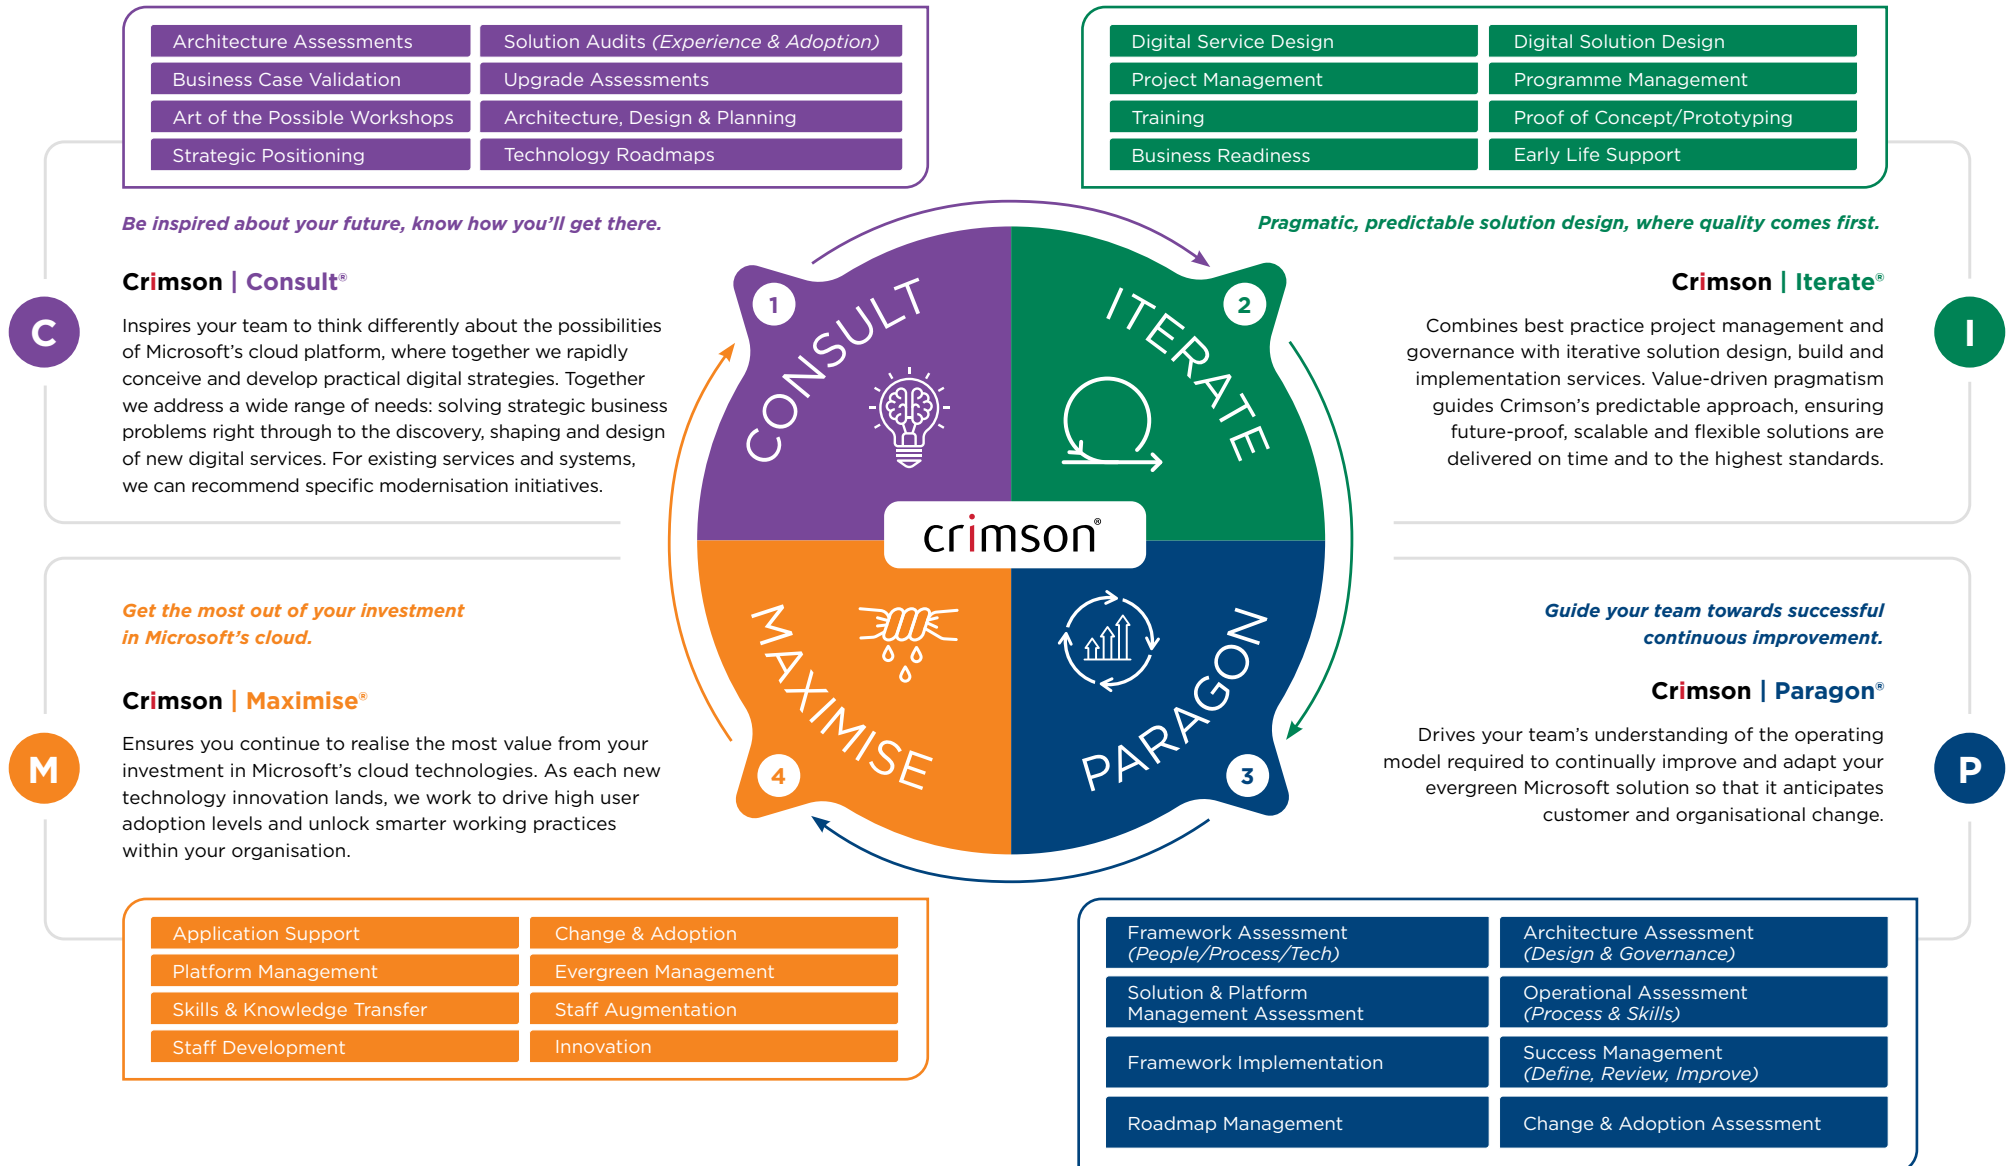 Architecture Assessments
Solution Audits (Experience & Adoption)
Business Case Validation
Upgrade Assessments
Art of the Possible Workshops
Architecture, Design & Planning
Strategic Positioning
Technology Roadmaps
Be inspired about your future, know how you'll get there.
C
Crimson | Consult®
Inspires your team to think differently about the possibilities
of Microsoft's cloud platform, where together we rapidly
conceive and develop practical digital strategies. Together
we address a wide range of needs: solving strategic business
problems right through to the discovery, shaping and design
of new digital services. For existing services and systems,
we can recommend specific modernisation initiatives.
Digital Service Design
Digital Solution Design
Project Management
Programme Management
Training
Proof of Concept/Prototyping
Business Readiness
Early Life Support
Pragmatic, predictable solution design, where quality comes first.
I
Crimson | Iterate®
Combines best practice project management and
governance with iterative solution design, build and
implementation services. Value-driven pragmatism
guides Crimson's predictable approach, ensuring
future-proof, scalable and flexible solutions are
delivered on time and to the highest standards.
1
CONSULT
2
ITERATE
crimson®
4
MAXIMISE
3
PARAGON
Get the most out of your investment
in Microsoft's cloud.
M
Crimson | Maximise®
Ensures you continue to realise the most value from your
investment in Microsoft's cloud technologies. As each new
technology innovation lands, we work to drive high user
adoption levels and unlock smarter working practices
within your organisation.
Application Support
Change & Adoption
Platform Management
Evergreen Management
Skills & Knowledge Transfer
Staff Augmentation
Staff Development
Innovation
Guide your team towards successful
continuous improvement.
P
Crimson | Paragon®
Drives your team's understanding of the operating
model required to continually improve and adapt your
evergreen Microsoft solution so that it anticipates
customer and organisational change.
Framework Assessment
(People/Process/Tech)
Architecture Assessment
(Design & Governance)
Solution & Platform
Management Assessment
Operational Assessment
(Process & Skills)
Framework Implementation
Success Management
(Define, Review, Improve)
Roadmap Management
Change & Adoption Assessment